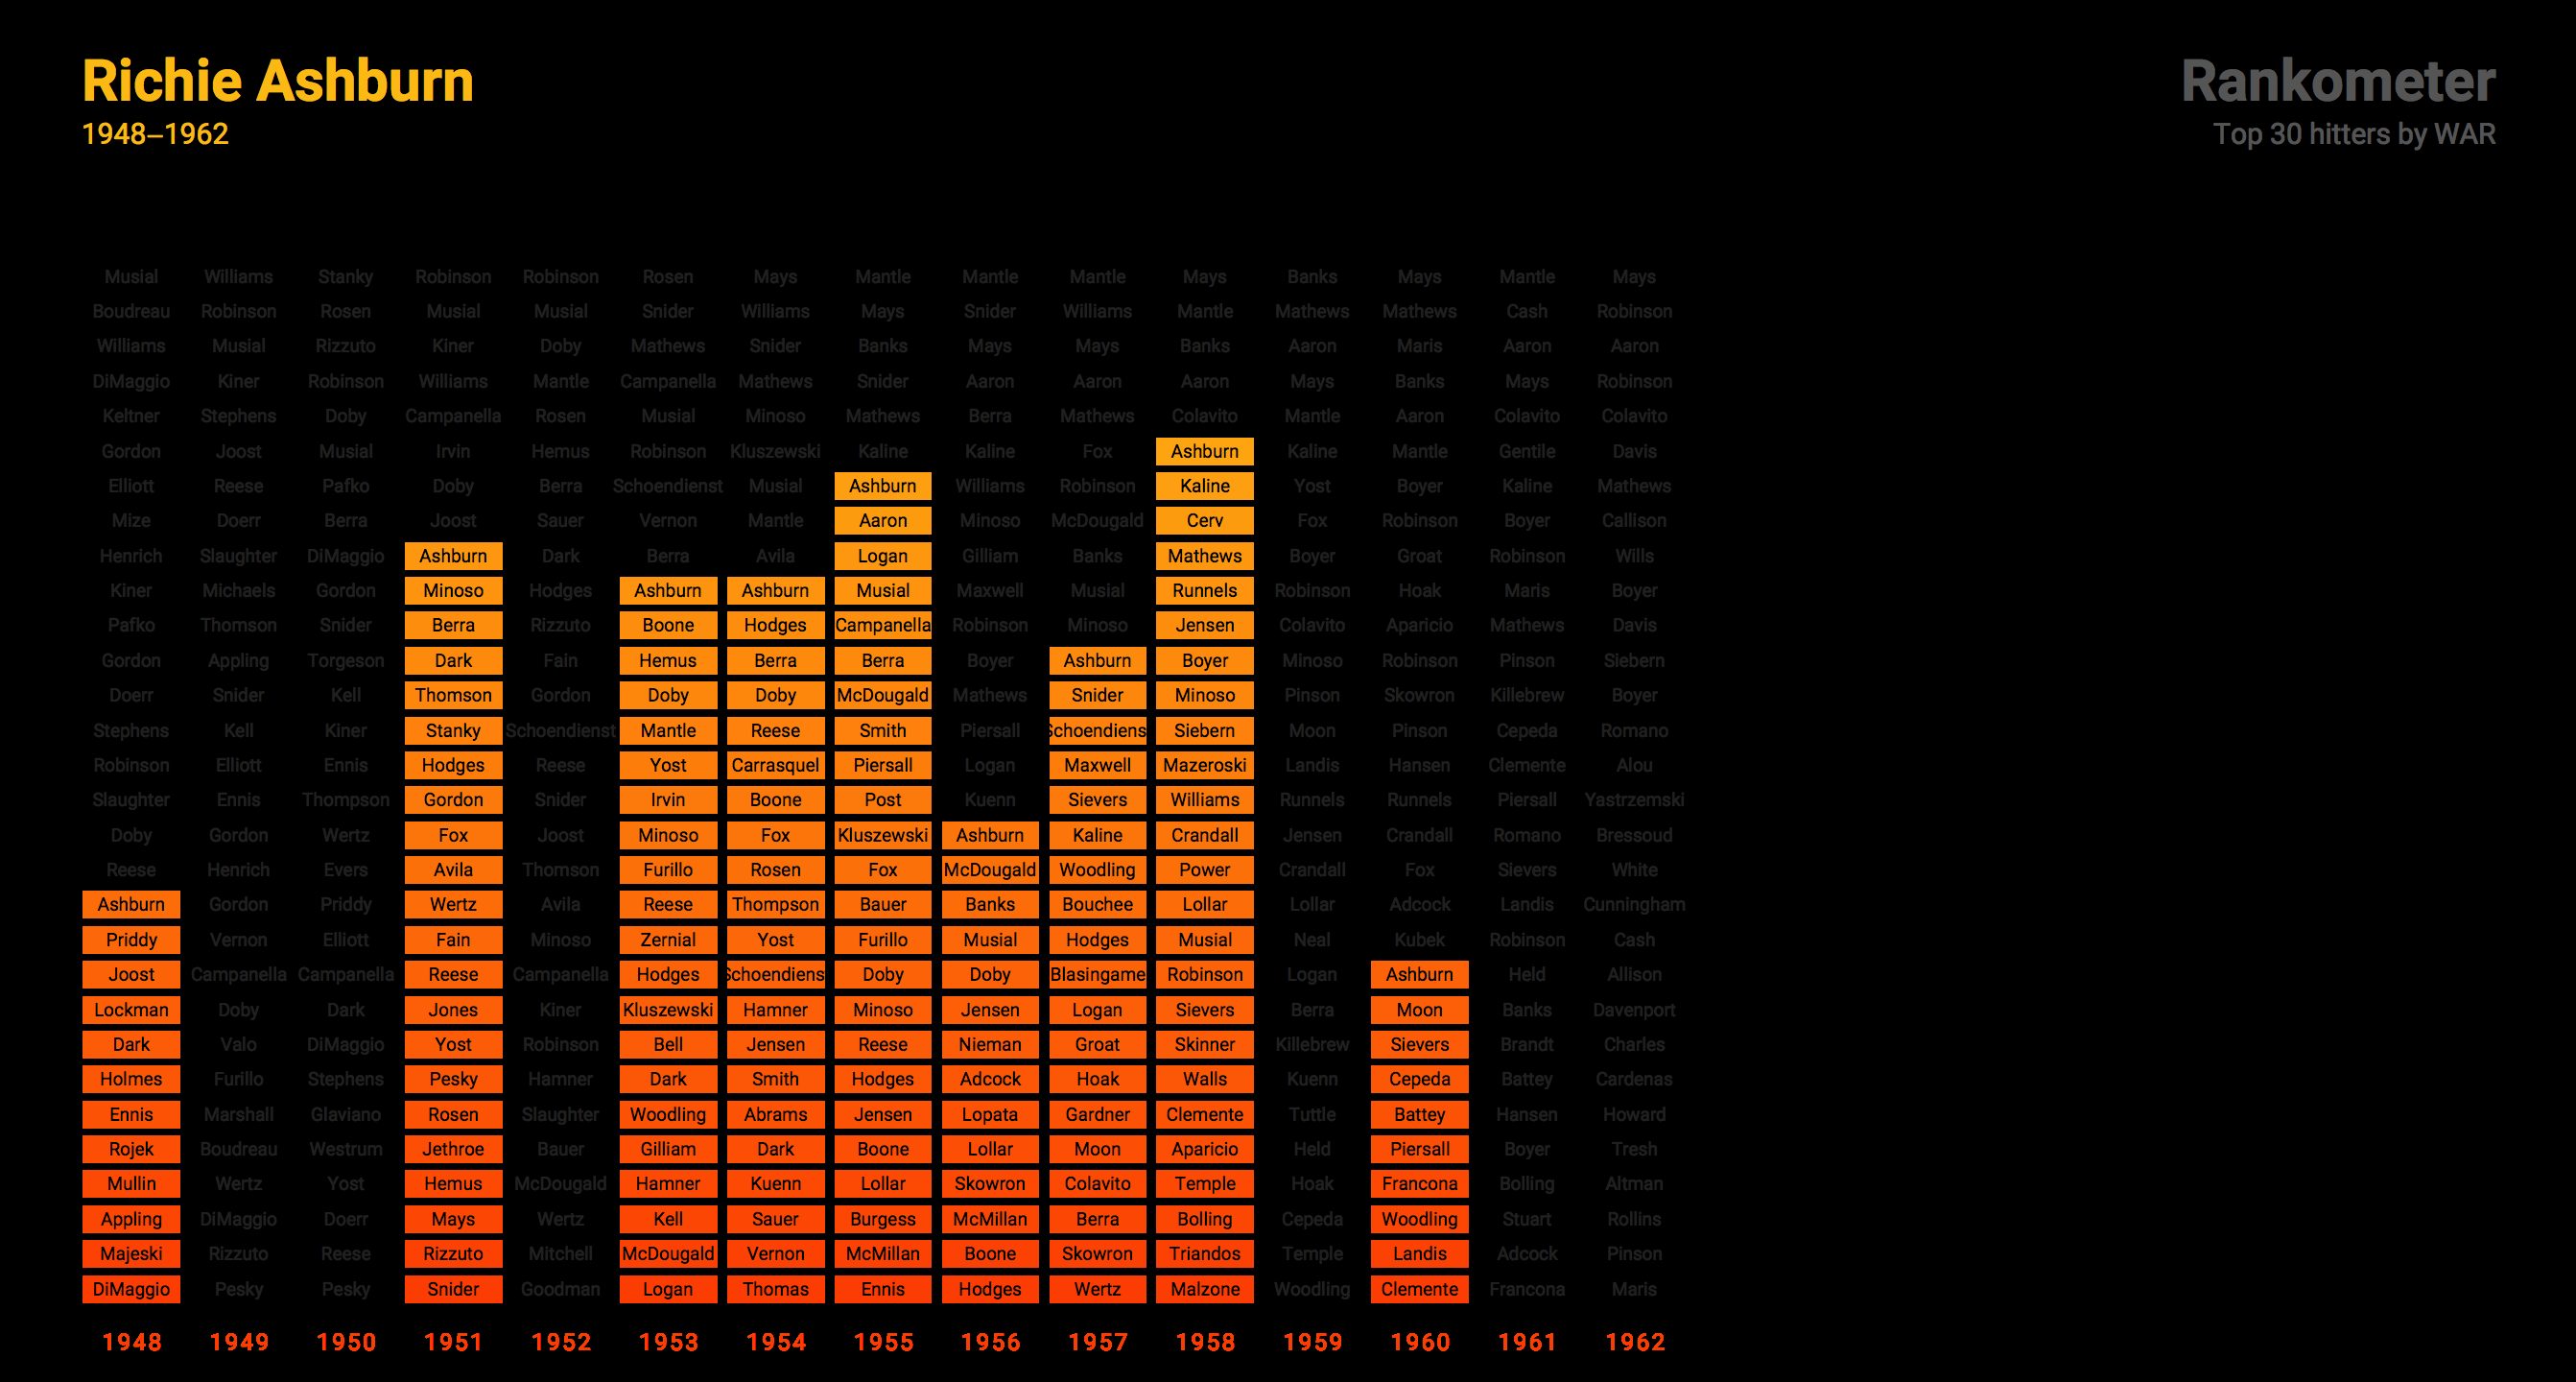 Richie Ashburn
1948–1962
Rankometer
Top 30 hitters by WAR
Musial Williams Stanky Robinson Robinson Rosen Mays Mantle Mantle Mantle Mays Banks Mays Mantle Mays
Boudreau Robinson Rosen Musial Musial Snider Williams Mays Snider Williams Mantle Mathews Mathews Cash Robinson
Williams Musial Rizzuto Kiner Doby Mathews Snider Banks Mays Mays Banks Aaron Maris Aaron Aaron
DiMaggio Kiner Robinson Williams Mantle Campanella Mathews Snider Aaron Aaron Aaron Mays Banks Mays Robinson
Keltner Stephens Doby Campanella Rosen Musial Minoso Mathews Berra Mathews Colavito Mantle Aaron Colavito Colavito
Gordon Joost Musial Irvin Hemus Robinson Kluszewski Kaline Kaline Fox Ashburn Kaline Mantle Gentile Davis
Elliott Reese Pafko Doby Berra Schoendienst Musial Ashburn Williams Robinson Kaline Yost Boyer Kaline Mathews
Mize Doerr Berra Joost Sauer Vernon Mantle Aaron Minoso McDougald Cerv Fox Robinson Boyer Callison
Henrich Slaughter DiMaggio Ashburn Dark Berra Avila Logan Gilliam Banks Mathews Boyer Groat Robinson Wills
Kiner Michaels Gordon Minoso Hodges Ashburn Ashburn Musial Maxwell Musial Runnels Robinson Hoak Maris Boyer
Pafko Thomson Snider Berra Rizzuto Boone Hodges Campanella Robinson Minoso Jensen Colavito Aparicio Mathews Davis
Gordon Appling Torgeson Dark Fain Hemus Berra Berra Boyer Ashburn Boyer Minoso Robinson Pinson Siebern
Doerr Snider Kell Thomson Gordon Doby Doby McDougald Mathews Snider Minoso Pinson Skowron Killebrew Boyer
Stephens Kell Kiner Stanky Schoendienst Mantle Reese Smith Piersall choendiens Siebern Moon Pinson Cepeda Romano
Robinson Elliott Ennis Hodges Reese Yost Carrasquel Piersall Logan Maxwell Mazeroski Landis Hansen Clemente Alou
Slaughter Ennis Thompson Gordon Snider Irvin Boone Post Kuenn Sievers Williams Runnels Runnels Piersall Yastrzemski
Doby Gordon Wertz Fox Joost Minoso Fox Kluszewski Ashburn Kaline Crandall Jensen Crandall Romano Bressoud
Reese Henrich Evers Avila Thomson Furillo Rosen Fox McDougald Woodling Power Crandall Fox Sievers White
Ashburn Gordon Priddy Wertz Avila Reese Thompson Bauer Banks Bouchee Lollar Lollar Adcock Landis Cunningham
Priddy Vernon Elliott Fain Minoso Zernial Yost Furillo Musial Hodges Musial Neal Kubek Robinson Cash
Joost Campanella Campanella Reese Campanella Hodges choendiens Doby Doby Blasingame Robinson Logan Ashburn Held Allison
Lockman Doby Dark Jones Kiner Kluszewski Hamner Minoso Jensen Logan Sievers Berra Moon Banks Davenport
Dark Valo DiMaggio Yost Robinson Bell Jensen Reese Nieman Groat Skinner Killebrew Sievers Brandt Charles
Holmes Furillo Stephens Pesky Hamner Dark Smith Hodges Adcock Hoak Walls Kuenn Cepeda Battey Cardenas
Ennis Marshall Glaviano Rosen Slaughter Woodling Abrams Jensen Lopata Gardner Clemente Tuttle Battey Hansen Howard
Rojek Boudreau Westrum Jethroe Bauer Gilliam Dark Boone Lollar Moon Aparicio Held Piersall Boyer Tresh
Mullin Wertz Yost Hemus McDougald Hamner Kuenn Lollar Skowron Colavito Temple Hoak Francona Bolling Altman
Appling DiMaggio Doerr Mays Wertz Kell Sauer Burgess McMillan Berra Bolling Cepeda Woodling Stuart Rollins
Majeski Rizzuto Reese Rizzuto Mitchell McDougald Vernon McMillan Boone Skowron Triandos Temple Landis Adcock Pinson
DiMaggio Pesky Pesky Snider Goodman Logan Thomas Ennis Hodges Wertz Malzone Woodling Clemente Francona Maris
1948 1949 1950 1951 1952 1953 1954 1955 1956 1957 1958 1959 1960 1961 1962